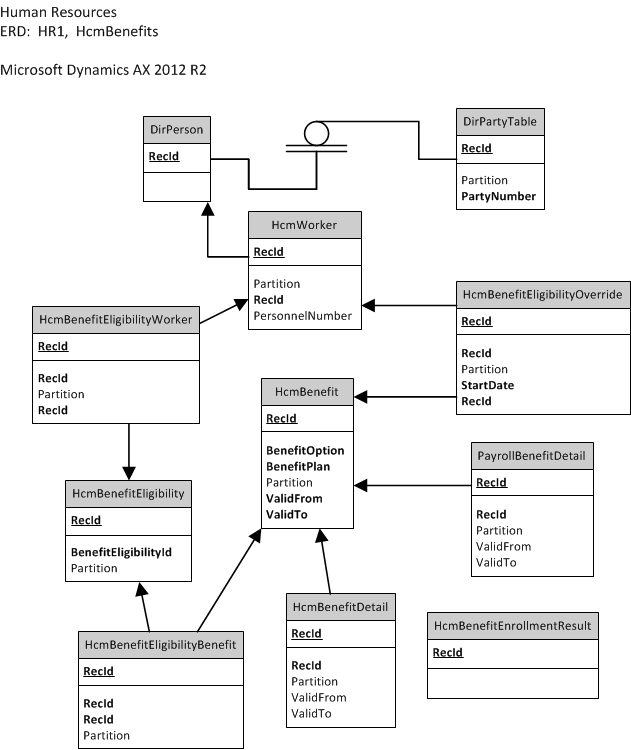 Human Resources
ERD:  HR1,  HcmBenefits
Microsoft Dynamics AX 2012 R2
DirPerson
RecId
DirPartyTable
RecId
Partition
PartyNumber
HcmWorker
RecId
Partition
RecId
PersonnelNumber
HcmBenefitEligibilityOverride
RecId
RecId
Partition
StartDate
RecId
HcmBenefitEligibilityWorker
RecId
RecId
Partition
RecId
HcmBenefit
RecId
BenefitOption
BenefitPlan
Partition
ValidFrom
ValidTo
PayrollBenefitDetail
RecId
RecId
Partition
ValidFrom
ValidTo
HcmBenefitEligibility
RecId
BenefitEligibilityId
Partition
HcmBenefitDetail
RecId
RecId
Partition
ValidFrom
ValidTo
HcmBenefitEnrollmentResult
RecId
HcmBenefitEligibilityBenefit
RecId
RecId
RecId
Partition